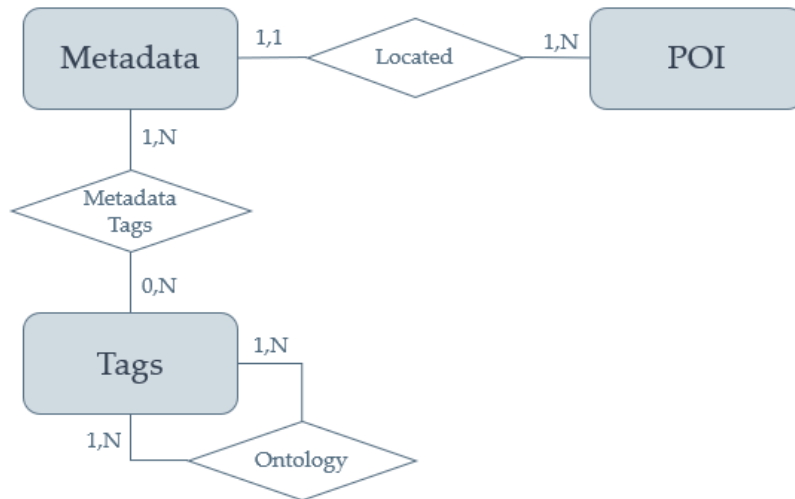 Metadata
1,1
Located
1,N
POI
1,N
Metadata
Tags
0,N
Tags
1,N
1,N
Ontology